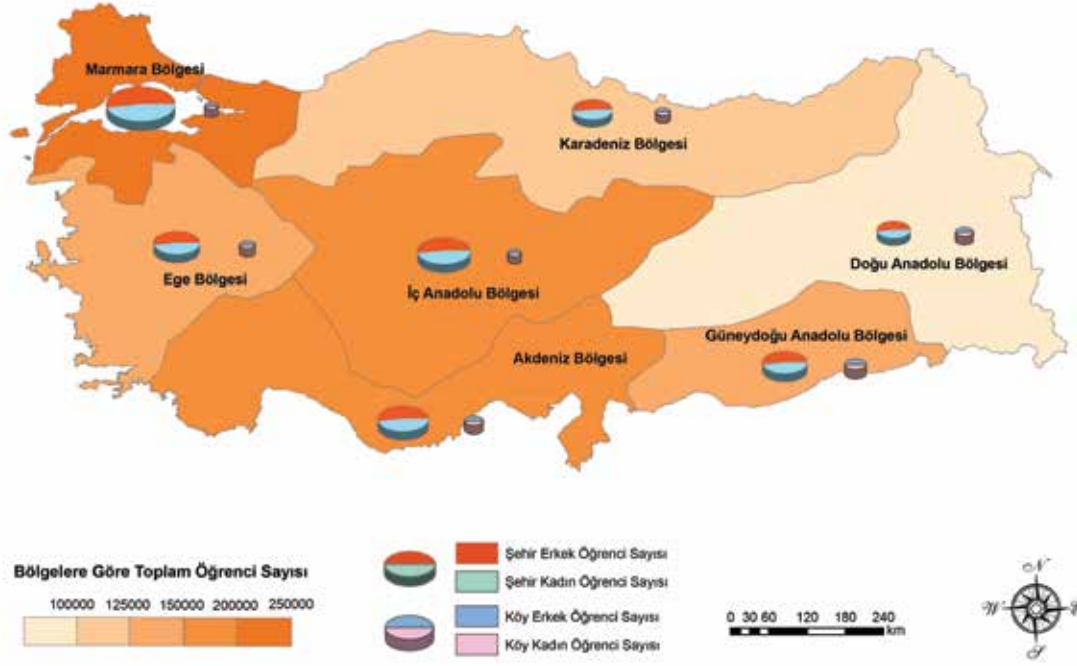 Marmara Bölgesi
Karadeniz Bölgesi
Ege Bölgesi
İç Anadolu Bölgesi
Doğu Anadolu Bölgesi
Akdeniz Bölgesi
Güneydoğu Anadolu Bölgesi
Bölgelere Göre Toplam Öğrenci Sayısı
100000 125000 150000 200000 250000
Şehir Erkek Öğrenci Sayısı
Şehir Kadın Öğrenci Sayısı
Köy Erkek Öğrenci Sayısı
Köy Kadın Öğrenci Sayısı
0 30 60 120 180 240
km
N
W
S